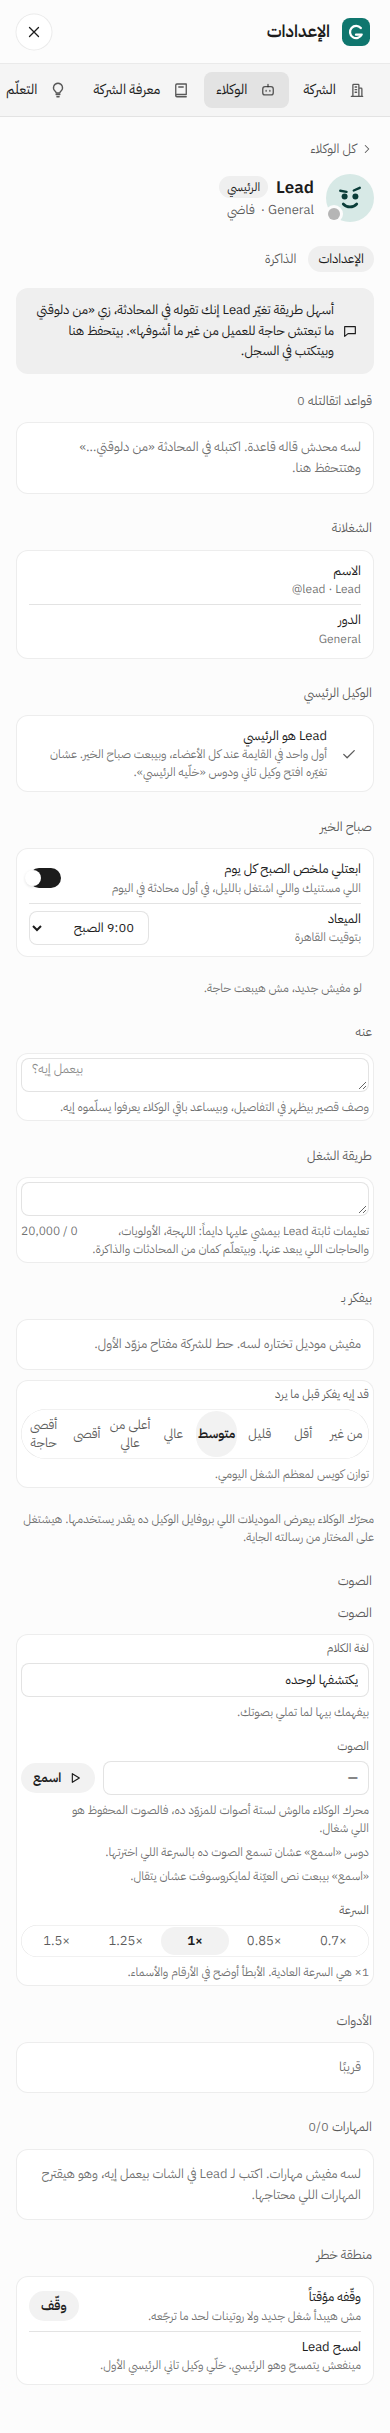 الإعدادات
الشركة
الوكلاء
معرفة الشركة
التعلّم
كل الوكلاء
Lead الرئيسي
General · فاضي
الإعدادات
الذاكرة
أسهل طريقة تغيّر Lead إنك تقوله في المحادثة، زي «من دلوقتي
ما تبعتش حاجة للعميل من غير ما أشوفها». بيتحفظ هنا
وبيتكتب في السجل.
قواعد اتقالتله 0
لسه محدش قاله قاعدة. اكتبله في المحادثة «من دلوقتي…»
وهتتحفظ هنا.
الشغلانة
الاسم
@lead · Lead
الدور
General
الوكيل الرئيسي
Lead هو الرئيسي
أول واحد في القايمة عند كل الأعضاء، وبيبعت صباح الخير. عشان
تغيّره افتح وكيل تاني ودوس «خلّيه الرئيسي».
صباح الخير
ابعتلي ملخص الصبح كل يوم
اللي مستنيك واللي اشتغل بالليل، في أول محادثة في اليوم
الميعاد
بتوقيت القاهرة
9:00 الصبح
لو مفيش جديد، مش هيبعت حاجة.
عنه
بيعمل إيه؟
وصف قصير بيظهر في التفاصيل، وبيساعد باقي الوكلاء يعرفوا يسلّموه إيه.
طريقة الشغل
تعليمات ثابتة Lead بيمشي عليها دايماً: اللهجة، الأولويات،
والحاجات اللي يبعد عنها. وبيتعلّم كمان من المحادثات والذاكرة.
0 / 20,000
بيفكر بـ
مفيش موديل تختاره لسه. حط للشركة مفتاح مزوّد الأول.
قد إيه يفكر قبل ما يرد
من غير
أقل
قليل
متوسط
عالي
أعلى من
عالي
أقصى
أقصى
حاجة
توازن كويس لمعظم الشغل اليومي.
محرّك الوكلاء بيعرض الموديلات اللي بروفايل الوكيل ده يقدر يستخدمها. هيشتغل
على المختار من رسالته الجاية.
الصوت
الصوت
لغة الكلام
يكتشفها لوحده
بيفهمك بيها لما تملي بصوتك.
الصوت
—
اسمع
محرك الوكلاء مالوش لستة أصوات للمزوّد ده، فالصوت المحفوظ هو
اللي شغال.
دوس «اسمع» عشان تسمع الصوت ده بالسرعة اللي اخترتها.
«اسمع» بيبعت نص العيّنة لمايكروسوفت عشان يتقال.
السرعة
0.7×
0.85×
1×
1.25×
1.5×
1× هي السرعة العادية. الأبطأ أوضح في الأرقام والأسماء.
الأدوات
قريبًا
المهارات 0/0
لسه مفيش مهارات. اكتب لـ Lead في الشات بيعمل إيه، وهو هيقترح
المهارات اللي محتاجها.
منطقة خطر
وقّفه مؤقتاً
مش هيبدأ شغل جديد ولا روتينات لحد ما ترجّعه.
وقّف
امسح Lead
مينفعش يتمسح وهو الرئيسي. خلّي وكيل تاني الرئيسي الأول.